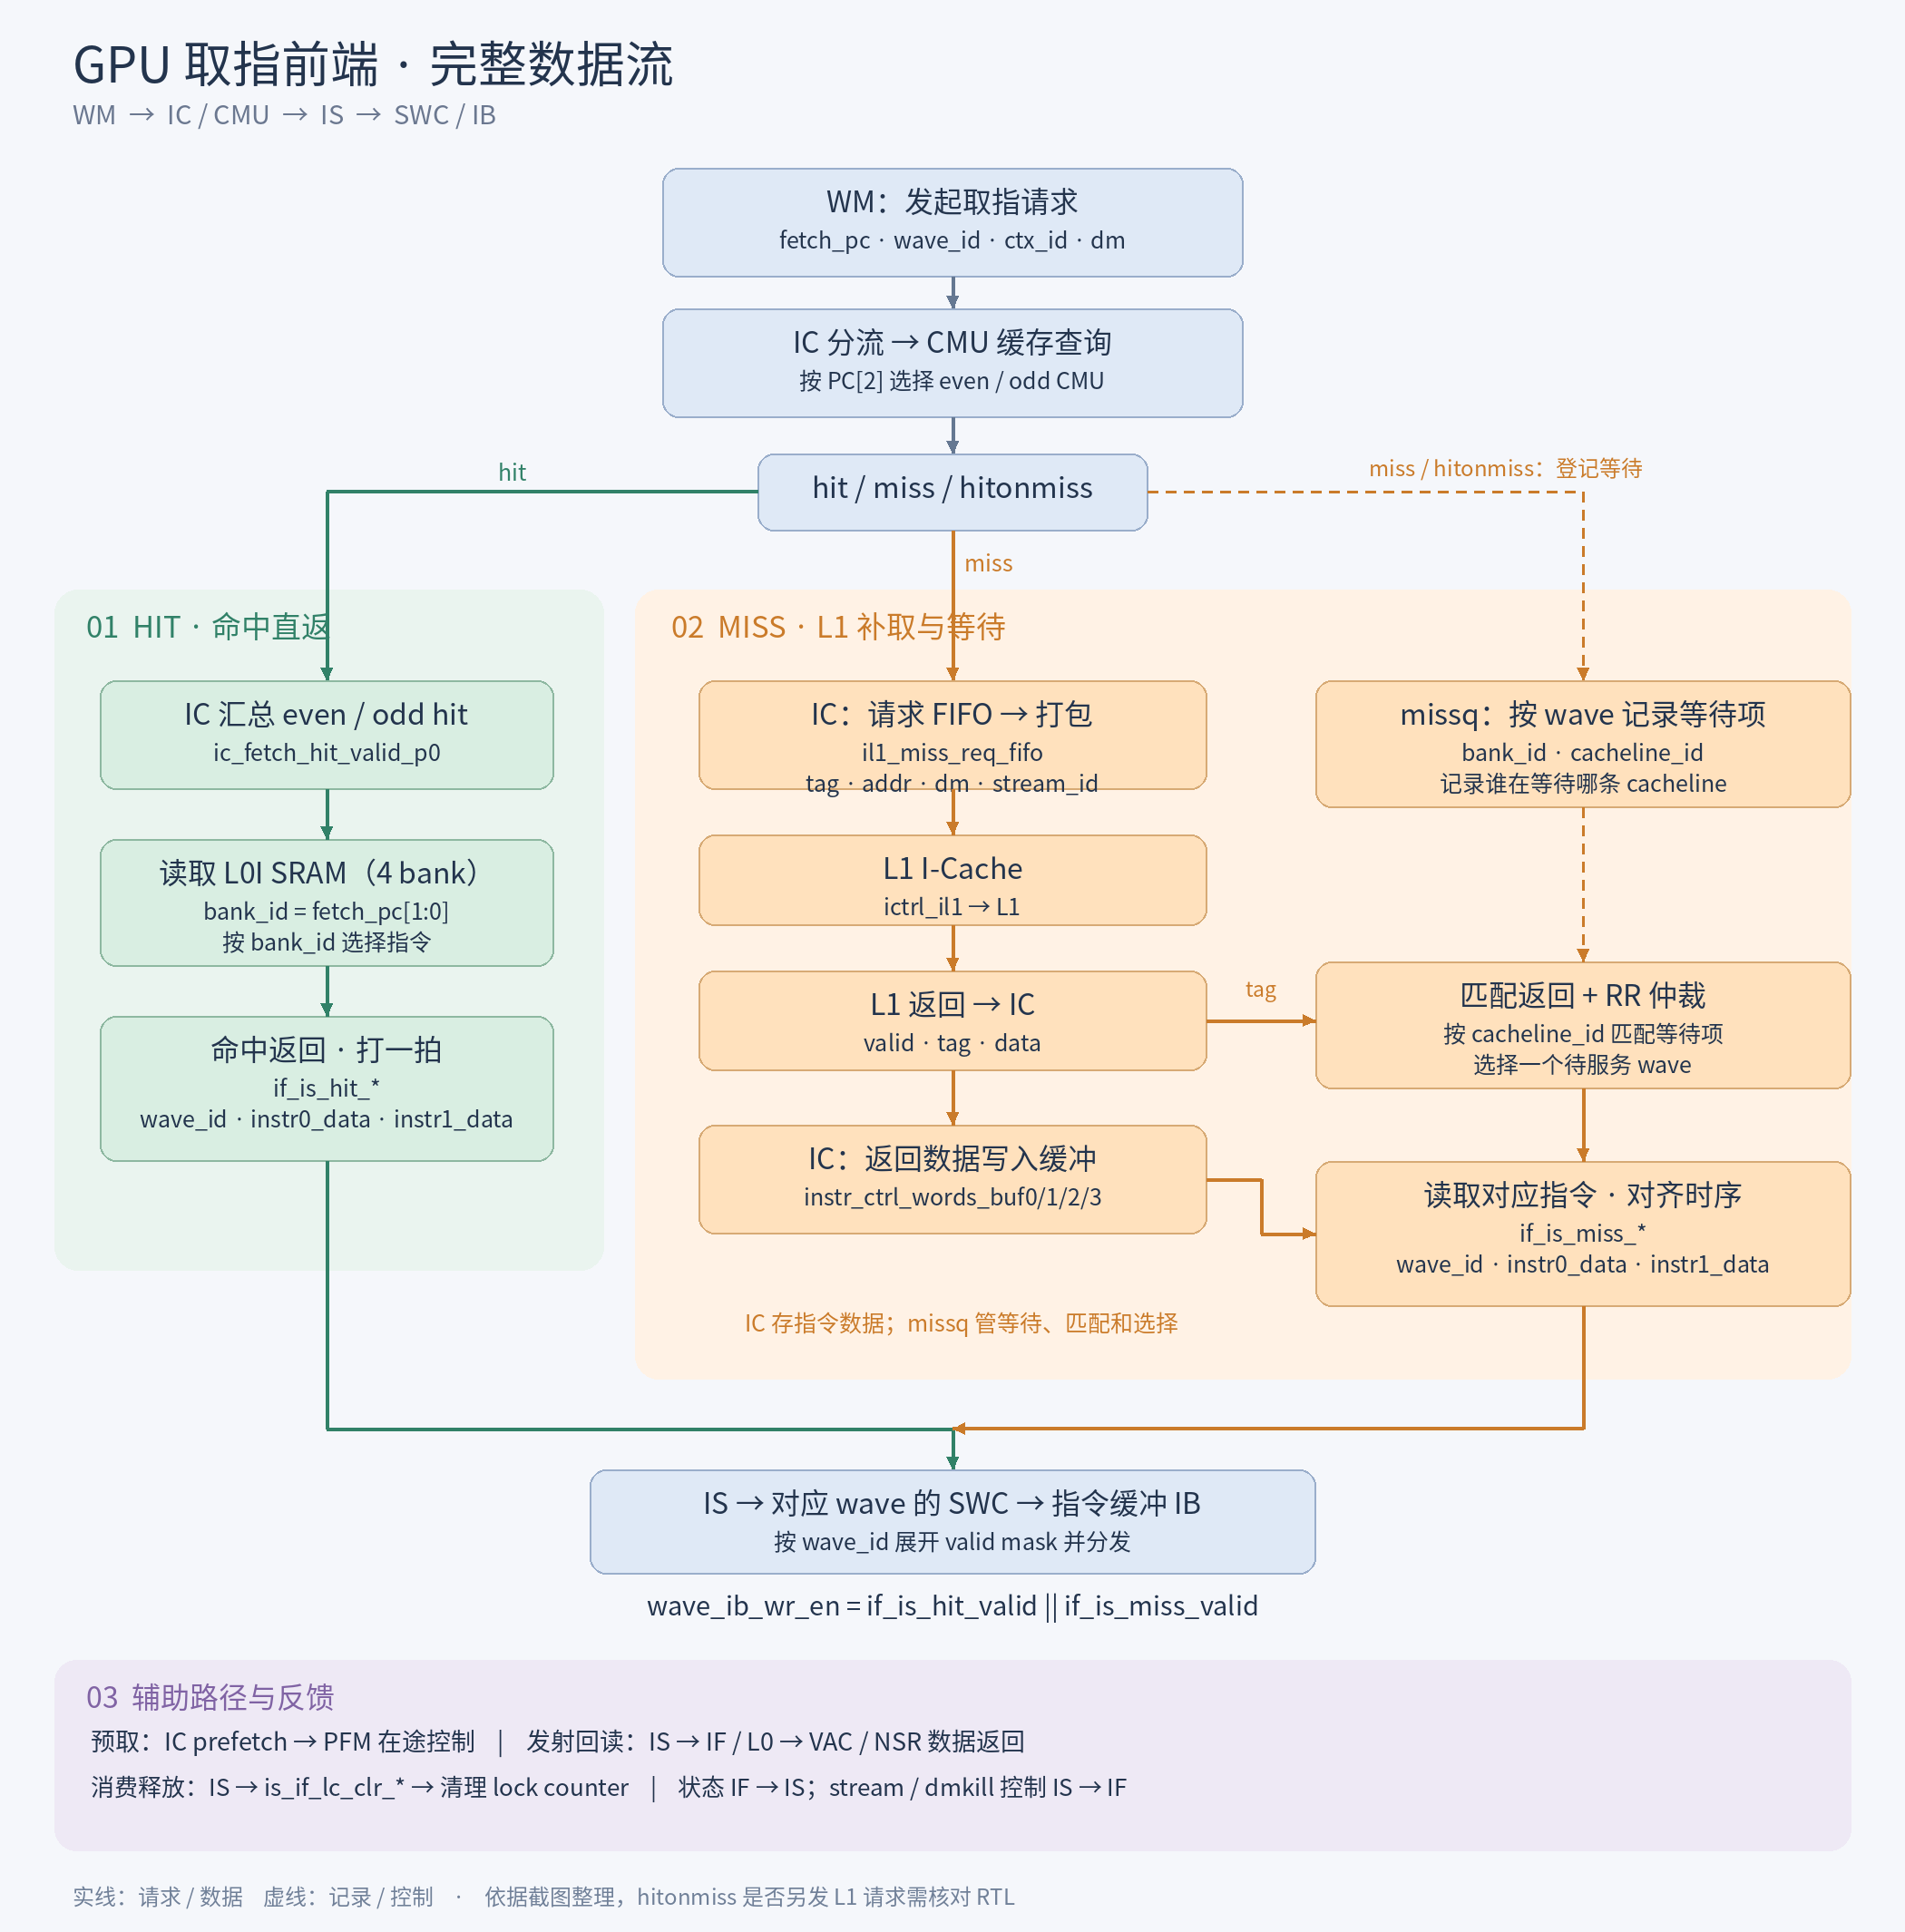 GPU 取指前端 · 完整数据流
WM → IC / CMU → IS → SWC / IB
WM：发起取指请求
fetch_pc · wave_id · ctx_id · dm
IC 分流 → CMU 缓存查询
按 PC[2] 选择 even / odd CMU
hit
hit / miss / hitonmiss
miss / hitonmiss：登记等待
miss
01 HIT · 命中直返
IC 汇总 even / odd hit
ic_fetch_hit_valid_p0
读取 L0I SRAM（4 bank）
bank_id = fetch_pc[1:0]
按 bank_id 选择指令
命中返回 · 打一拍
if_is_hit_*
wave_id · instr0_data · instr1_data
02 MISS · L1 补取与等待
IC：请求 FIFO → 打包
il1_miss_req_fifo
tag · addr · dm · stream_id
L1 I-Cache
ictrl_il1 → L1
L1 返回 → IC
valid · tag · data
tag
IC：返回数据写入缓冲
instr_ctrl_words_buf0/1/2/3
missq：按 wave 记录等待项
bank_id · cacheline_id
记录谁在等待哪条 cacheline
匹配返回 + RR 仲裁
按 cacheline_id 匹配等待项
选择一个待服务 wave
读取对应指令 · 对齐时序
if_is_miss_*
wave_id · instr0_data · instr1_data
IC 存指令数据；missq 管等待、匹配和选择
IS → 对应 wave 的 SWC → 指令缓冲 IB
按 wave_id 展开 valid mask 并分发
wave_ib_wr_en = if_is_hit_valid || if_is_miss_valid
03 辅助路径与反馈
预取：IC prefetch → PFM 在途控制 | 发射回读：IS → IF / L0 → VAC / NSR 数据返回
消费释放：IS → is_if_lc_clr_* → 清理 lock counter | 状态 IF → IS；stream / dmkill 控制 IS → IF
实线：请求 / 数据 虚线：记录 / 控制 · 依据截图整理，hitonmiss 是否另发 L1 请求需核对 RTL